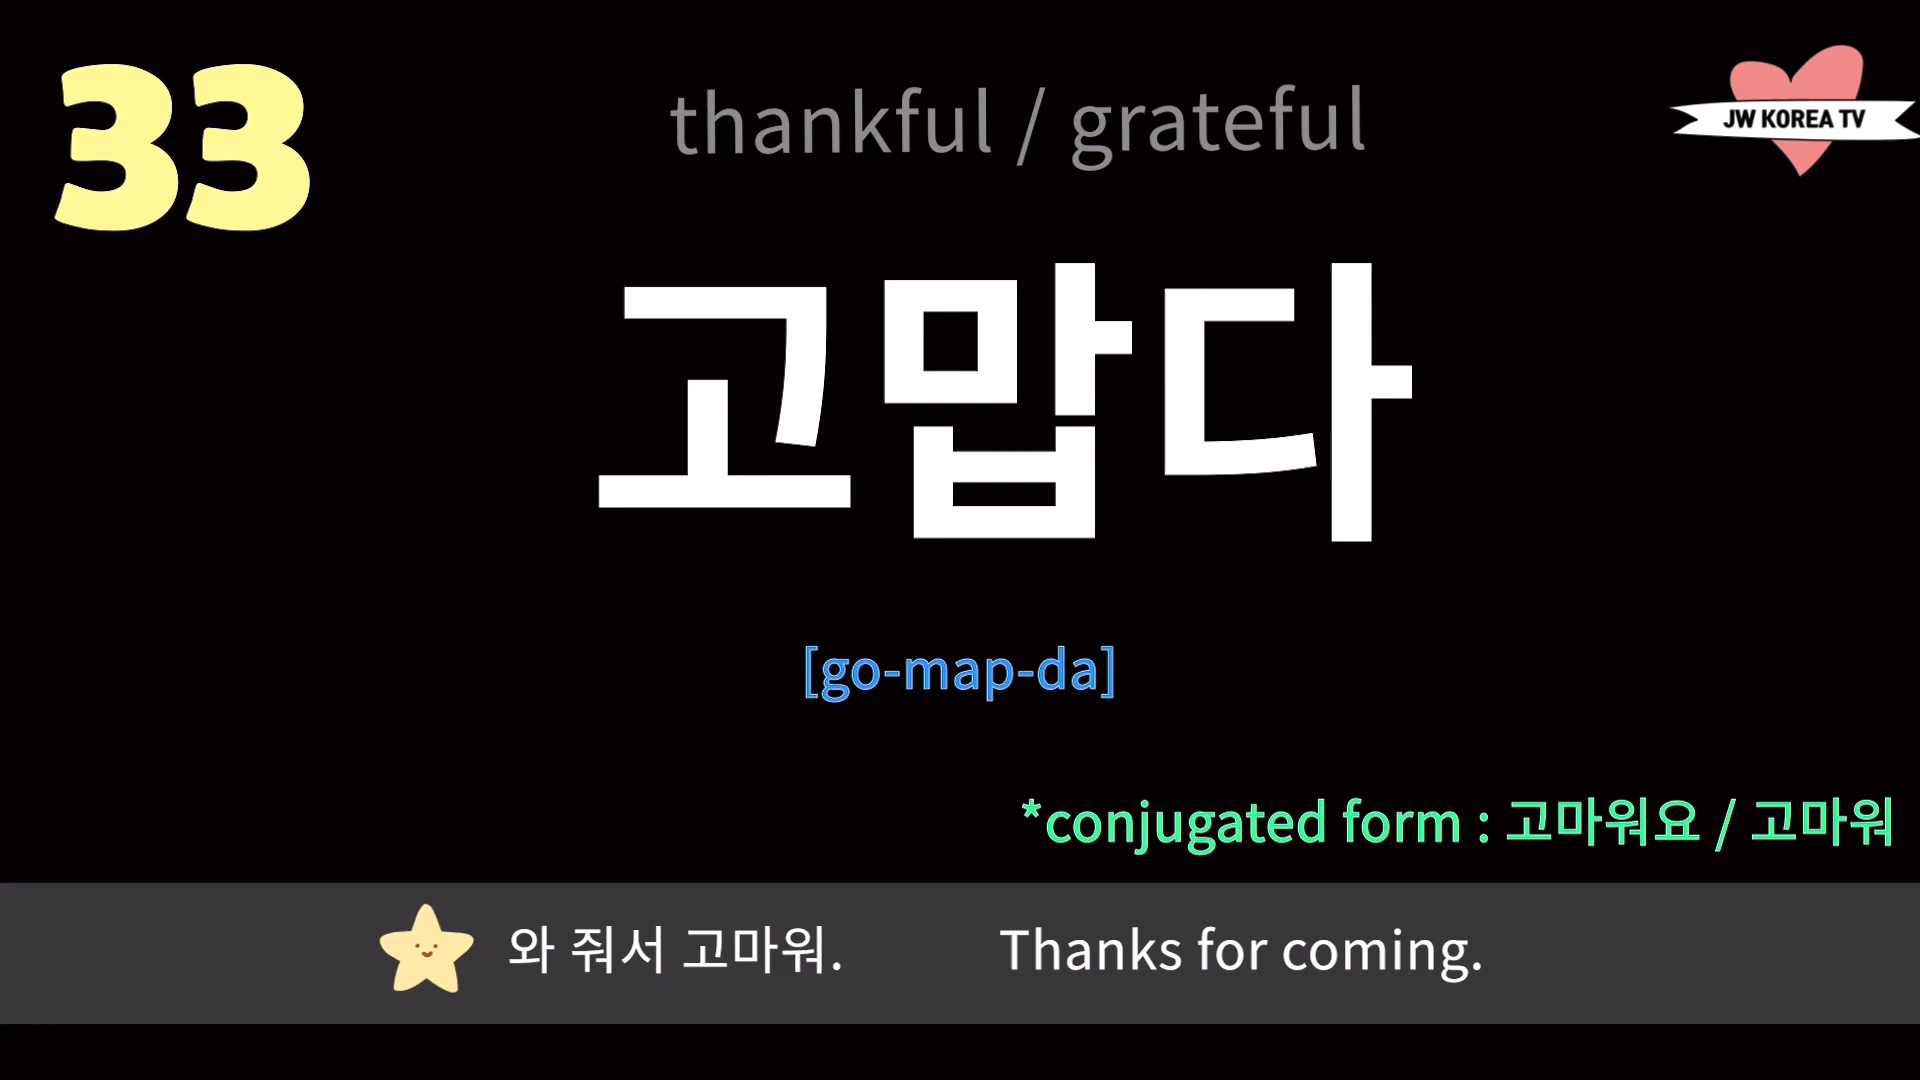 33
thankful / grateful
JW KOREA TV
고맙다
[go-map-da]
*conjugated form : 고마워요 / 고마워
와 줘서 고마워. Thanks for coming.